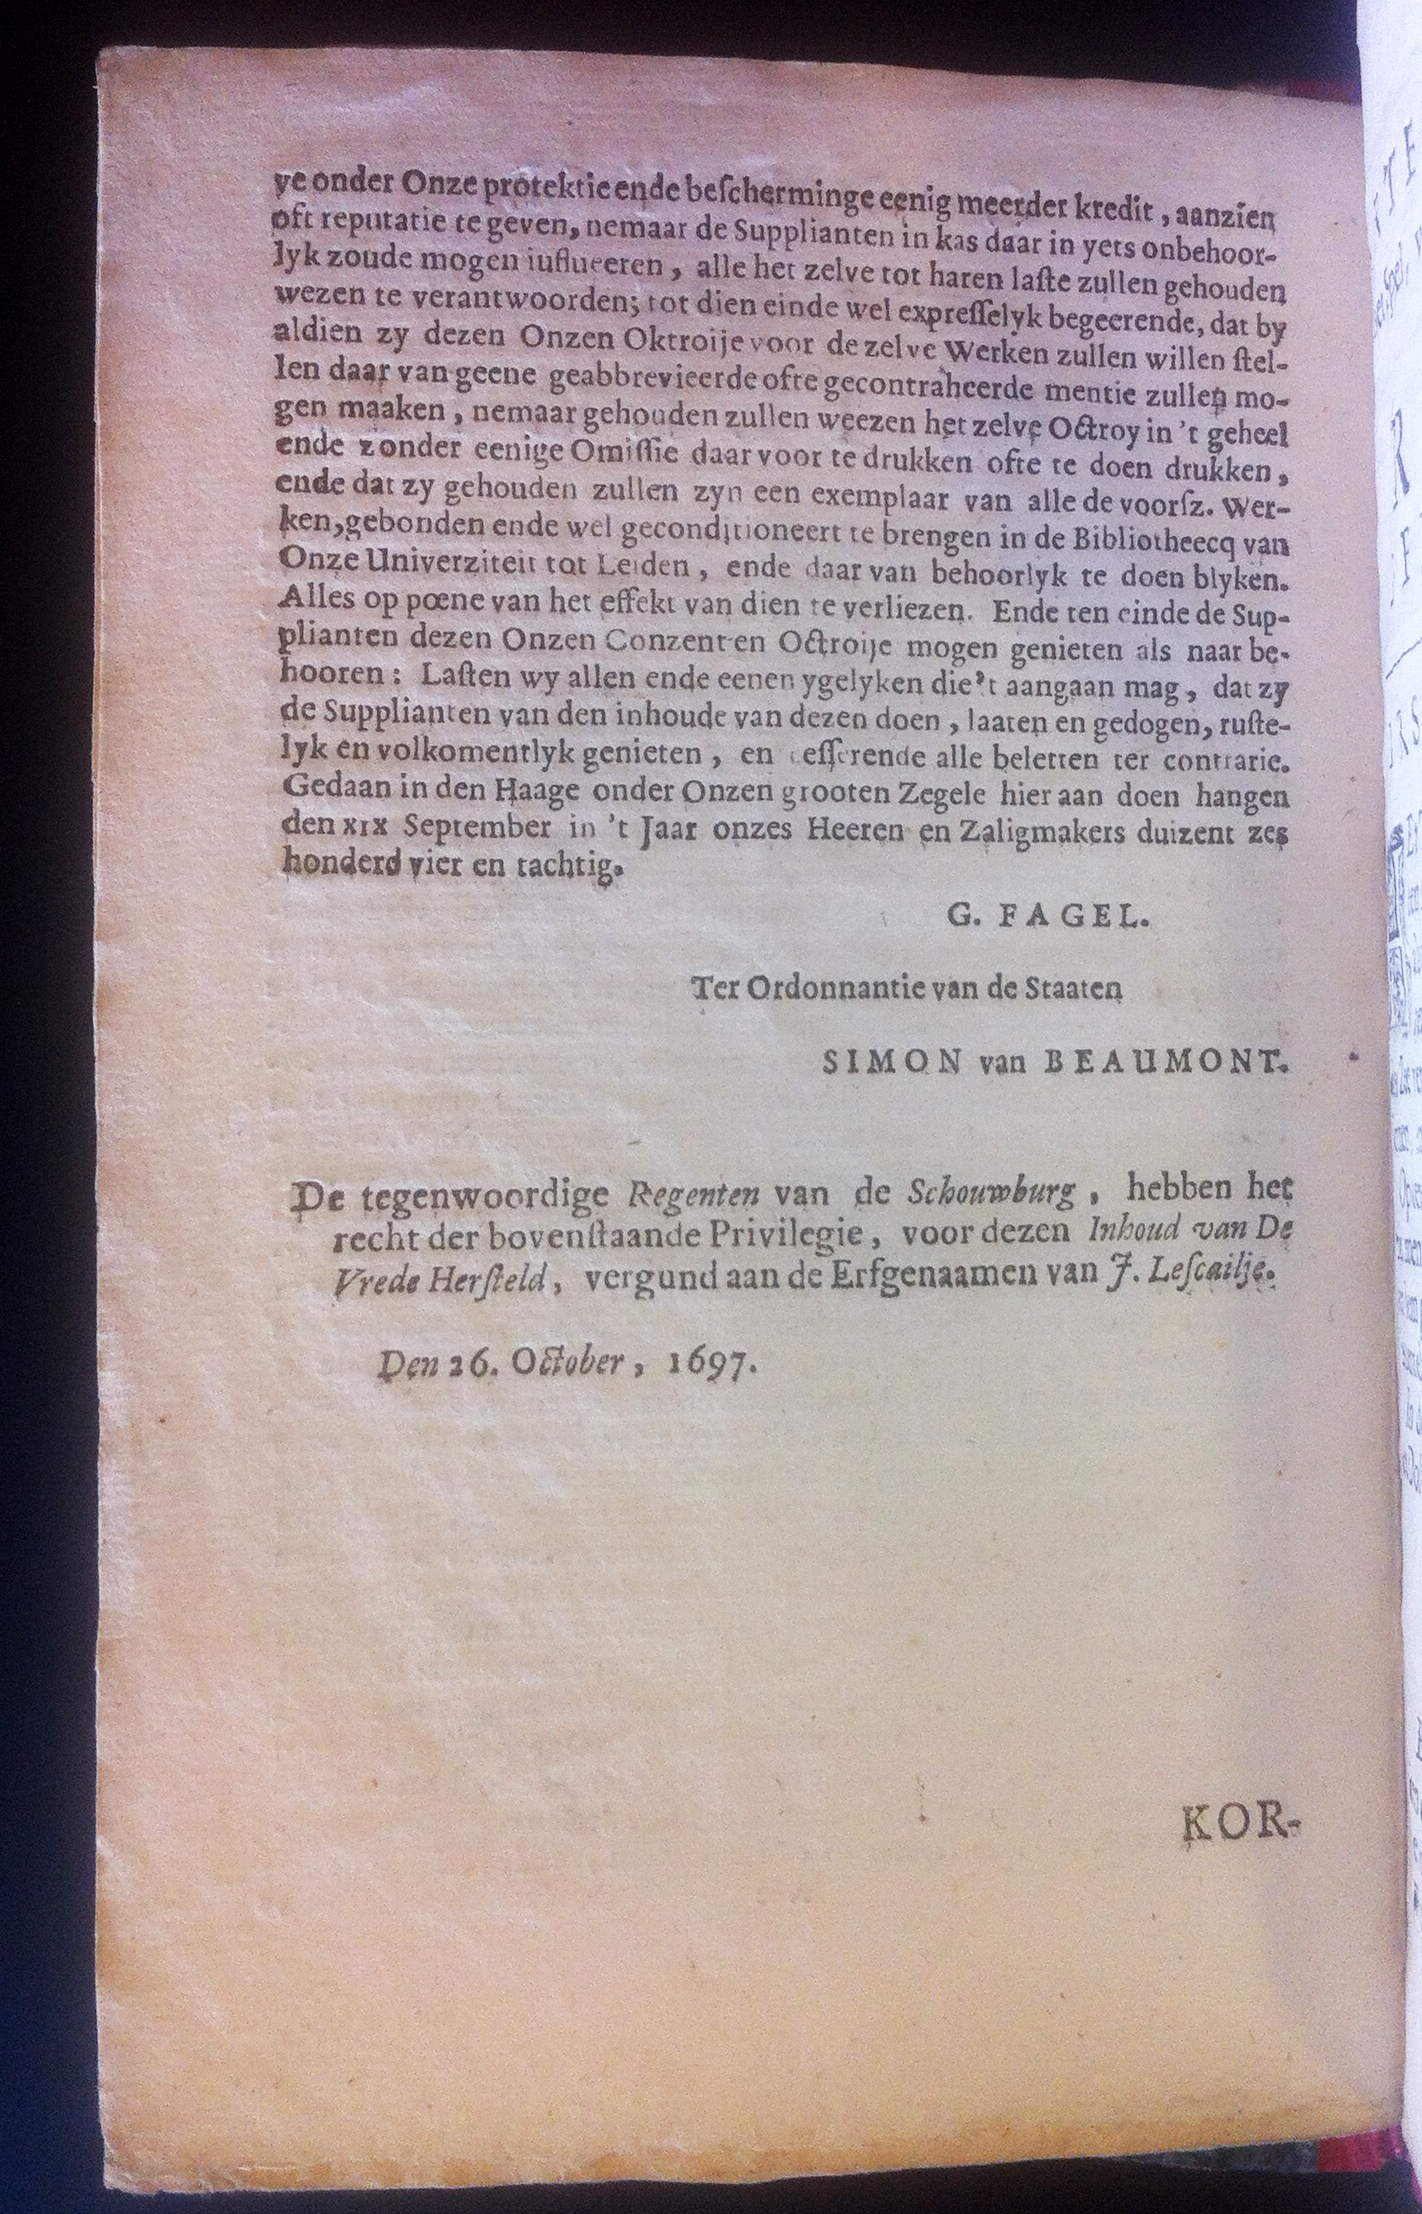 ye onder Onze protektie ende beſcherminge eenig meerder kredit, aanzien
oft reputatie te geven, nemaar de Supplianten in kas daar in yets onbehoor-
lyk zoude mogen iuflueeren, alle het zelve tot haren laſte zullen gehouden
wezen te verantwoorden; tot dien einde wel expreſſelyk begeerende, dat by
aldien zy dezen Onzen Oktroije voor de zelve Werken zullen willen ſtel-
len daar van geene geabbrevieerde ofte gecontraheerde mentie zullen mo-
gen maaken, nemaar gehouden zullen weezen het zelve Octroy in 't geheel
ende zonder eenige Omiſſie daar voor te drukken ofte te doen drukken,
ende dat zy gehouden zullen zyn een exemplaar van alle de voorſz. Wer-
ken, gebonden ende wel geconditioneert te brengen in de Bibliotheecq van
Onze Univerziteit tot Leiden, ende daar van behoorlyk te doen blyken.
Alles op pœne van het effekt van dien te verliezen. Ende ten einde de Sup-
plianten dezen Onzen Conzent en Octroije mogen genieten als naar be-
hooren: Laſten wy allen ende eenen ygelyken die't aangaan mag, dat zy
de Supplianten van den inhoude van dezen doen, laaten en gedogen, ruſte-
lyk en volkomentlyk genieten, en ceſſerende alle beletten ter contrarie.
Gedaan in den Haage onder Onzen grooten Zegele hier aan doen hangen
den XIX September in 't Jaar onzes Heeren en Zaligmakers duizent zes
honderd vier en tachtig.
G. FAGEL.
Ter Ordonnantie van de Staaten
SIMON van BEAUMONT.
De tegenwoordige Regenten van de Schouwburg, hebben het
recht der bovenſtaande Privilegie, voor dezen Inhoud van De
Vrede Herſteld, vergund aan de Erfgenaamen van J. Leſcailje.
Den 26. October, 1697.
KOR-